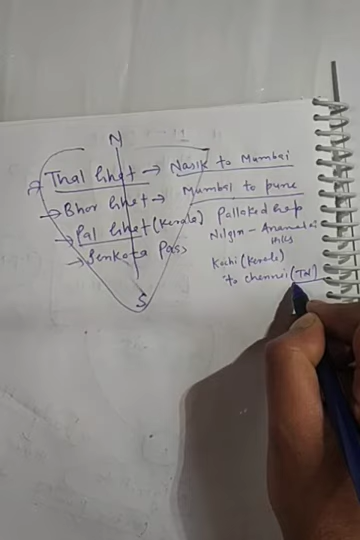 N
→ Thal Ghat → Nasik to Mumbai
→ Bhor Ghat → Mumbai to pune
→ Pal Ghat (Kerala) Pallakad gap
Nilgiri - Anamalai
Hills
→ Senkota Pass
Kochi (Kerala)
to chennai (TN)
S